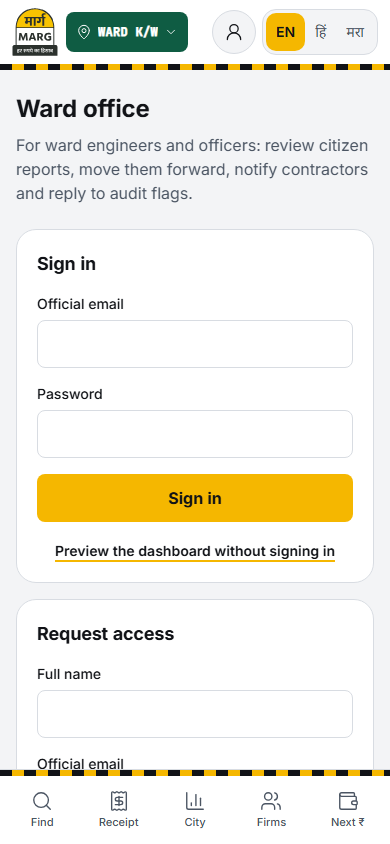 मार्ग
MARG
हर रुपये का हिसाब
WARD K/W
EN
हिं
मरा
Ward office
For ward engineers and officers: review citizen
reports, move them forward, notify contractors
and reply to audit flags.
Sign in
Official email
Password
Sign in
Preview the dashboard without signing in
Request access
Full name
Official email
Find
Receipt
City
Firms
Next ₹